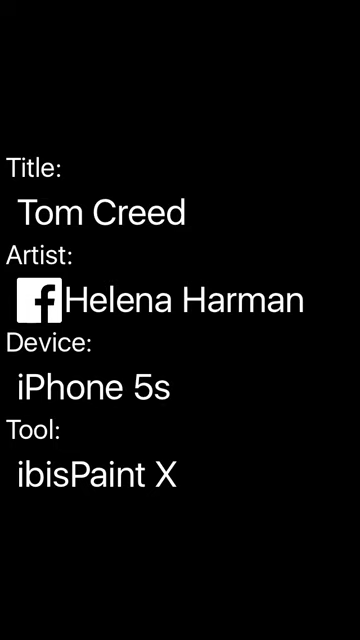 Title:
Tom Creed
Artist:
Helena Harman
Device:
iPhone 5s
Tool:
ibisPaint X